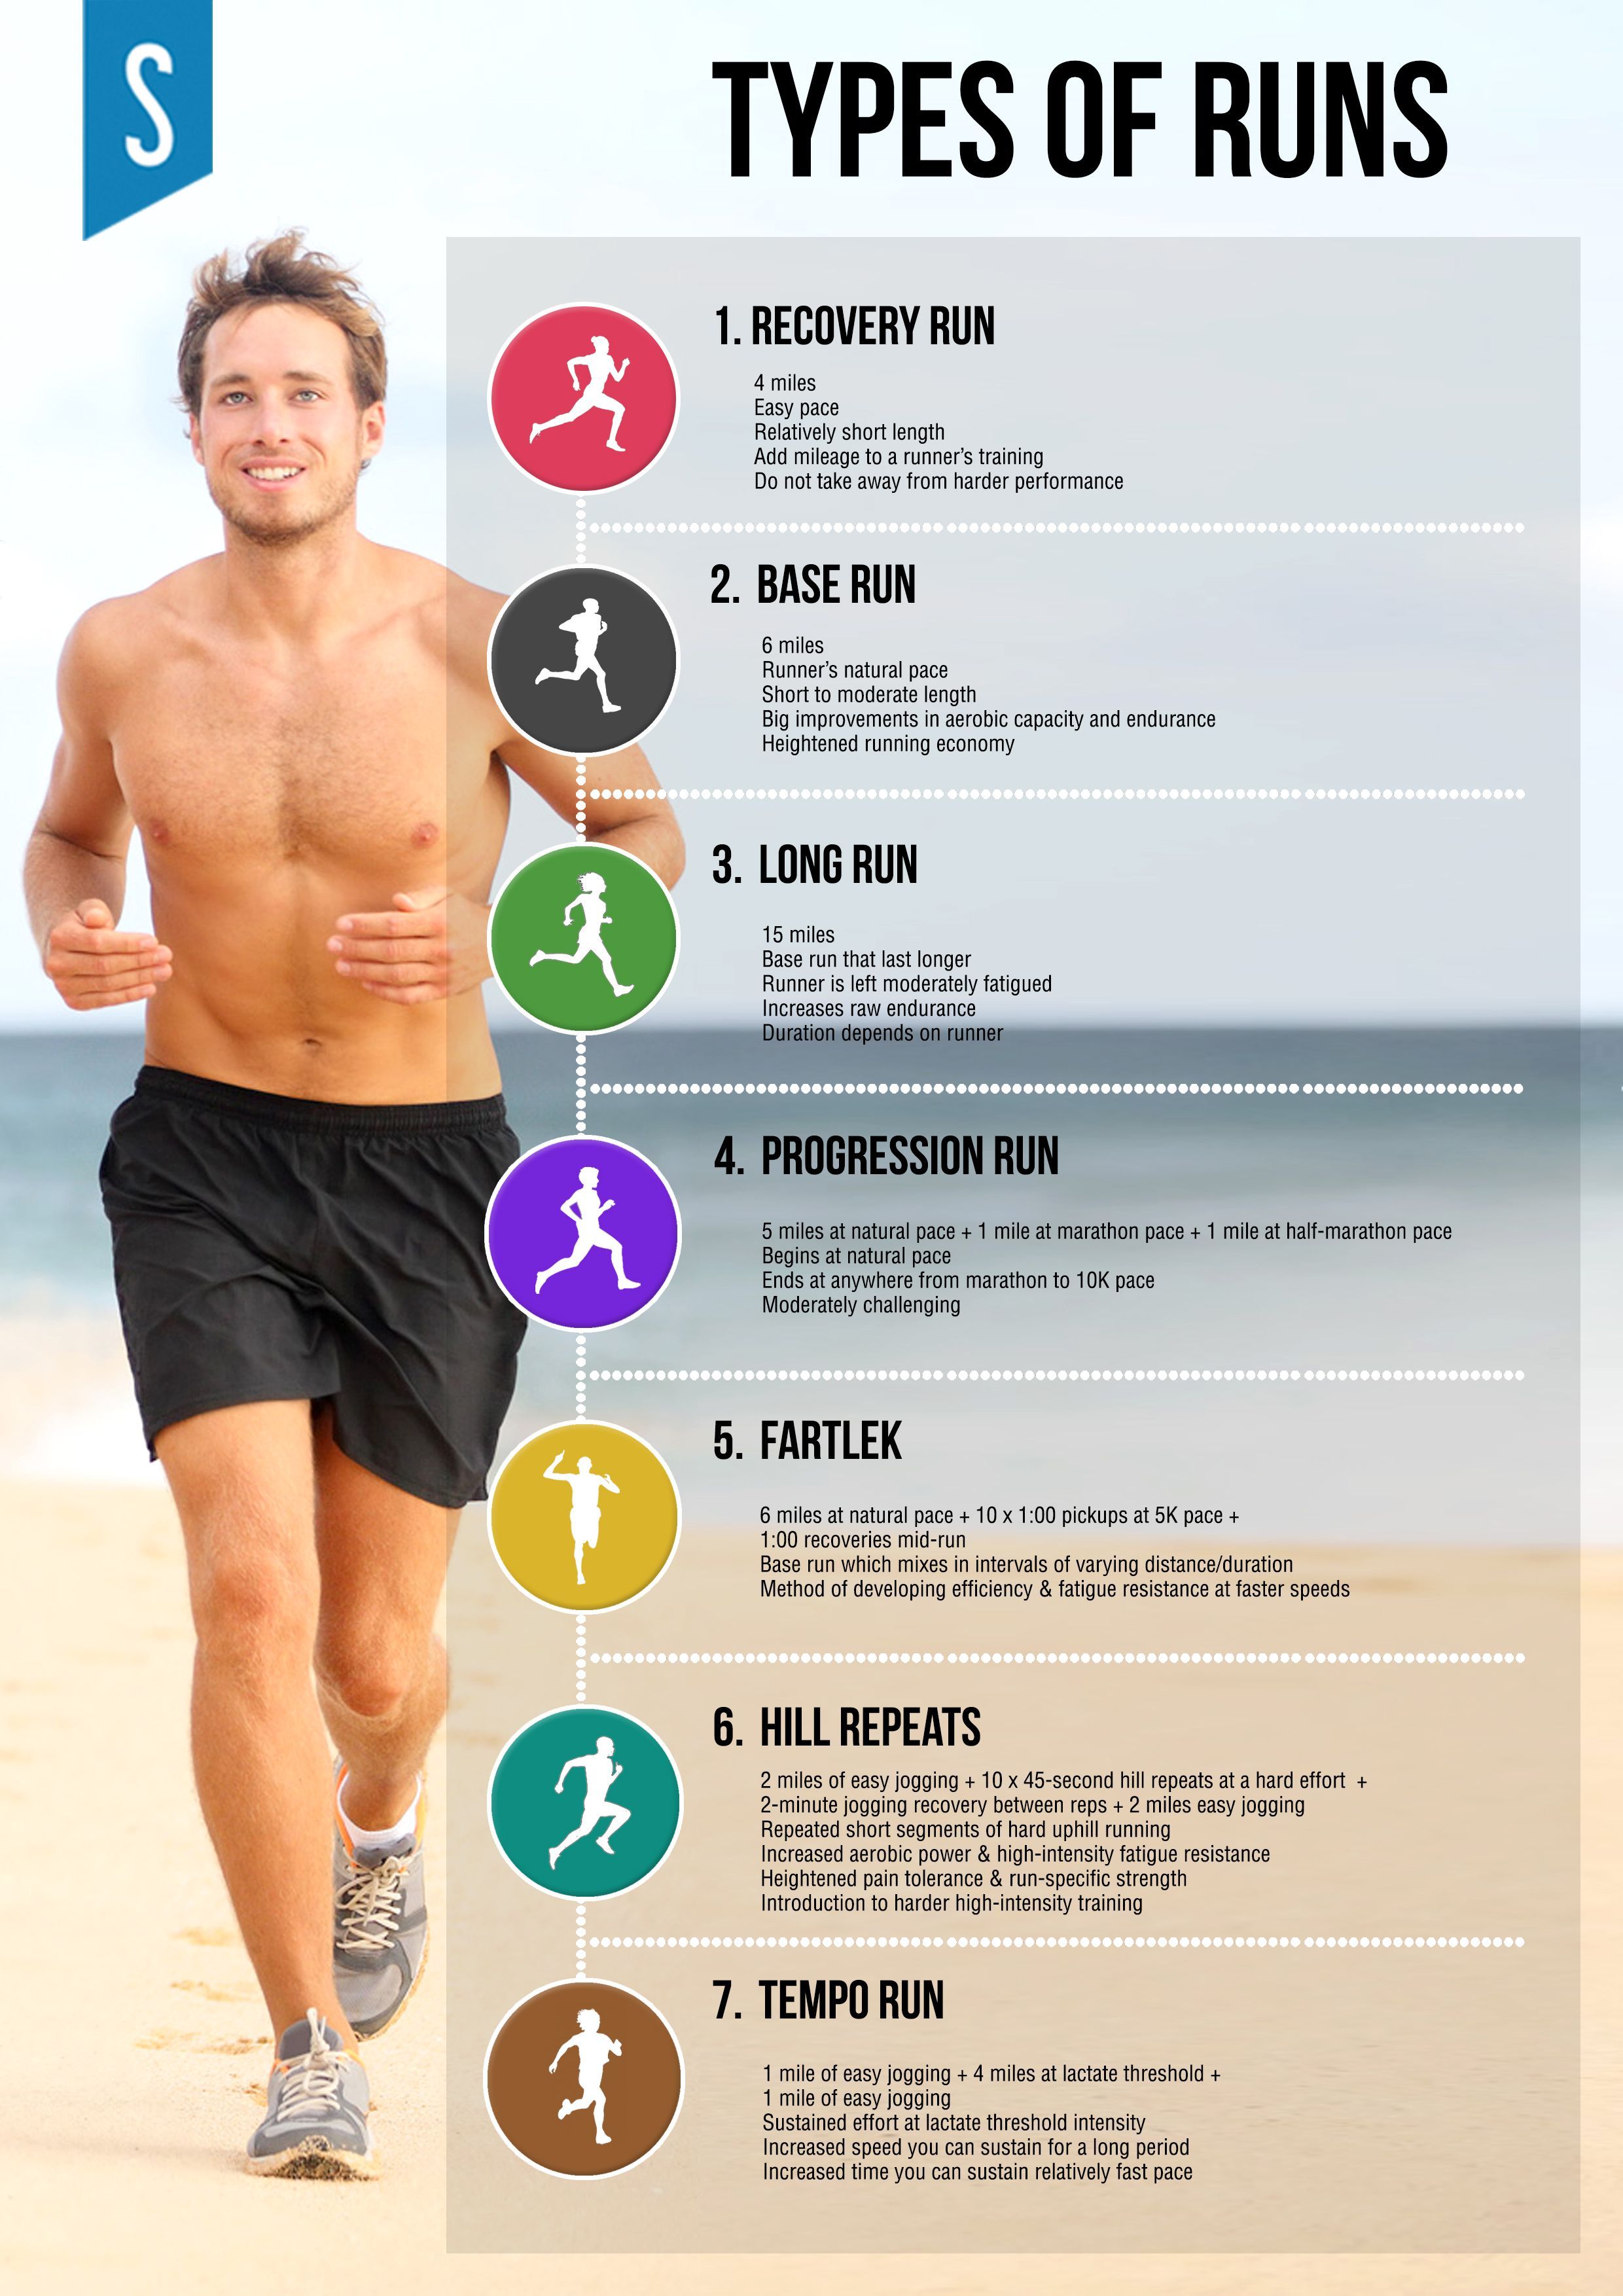 S
TYPES OF RUNS
1. RECOVERY RUN
4 miles
Easy pace
Relatively short length
Add mileage to a runner's training
Do not take away from harder performance
2. BASE RUN
6 miles
Runner's natural pace
Short to moderate length
Big improvements in aerobic capacity and endurance
Heightened running economy
3. LONG RUN
15 miles
Base run that last longer
Runner is left moderately fatigued
Increases raw endurance
Duration depends on runner
4. PROGRESSION RUN
5 miles at natural pace + 1 mile at marathon pace + 1 mile at half-marathon pace
Begins at natural pace
Ends at anywhere from marathon to 10K pace
Moderately challenging
5. FARTLEK
6 miles at natural pace + 10 x 1:00 pickups at 5K pace +
1:00 recoveries mid-run
Base run which mixes in intervals of varying distance/duration
Method of developing efficiency & fatigue resistance at faster speeds
6. HILL REPEATS
2 miles of easy jogging + 10 x 45-second hill repeats at a hard effort +
2-minute jogging recovery between reps + 2 miles easy jogging
Repeated short segments of hard uphill running
Increased aerobic power & high-intensity fatigue resistance
Heightened pain tolerance & run-specific strength
Introduction to harder high-intensity training
7. TEMPO RUN
1 mile of easy jogging + 4 miles at lactate threshold +
1 mile of easy jogging
Sustained effort at lactate threshold intensity
Increased speed you can sustain for a long period
Increased time you can sustain relatively fast pace